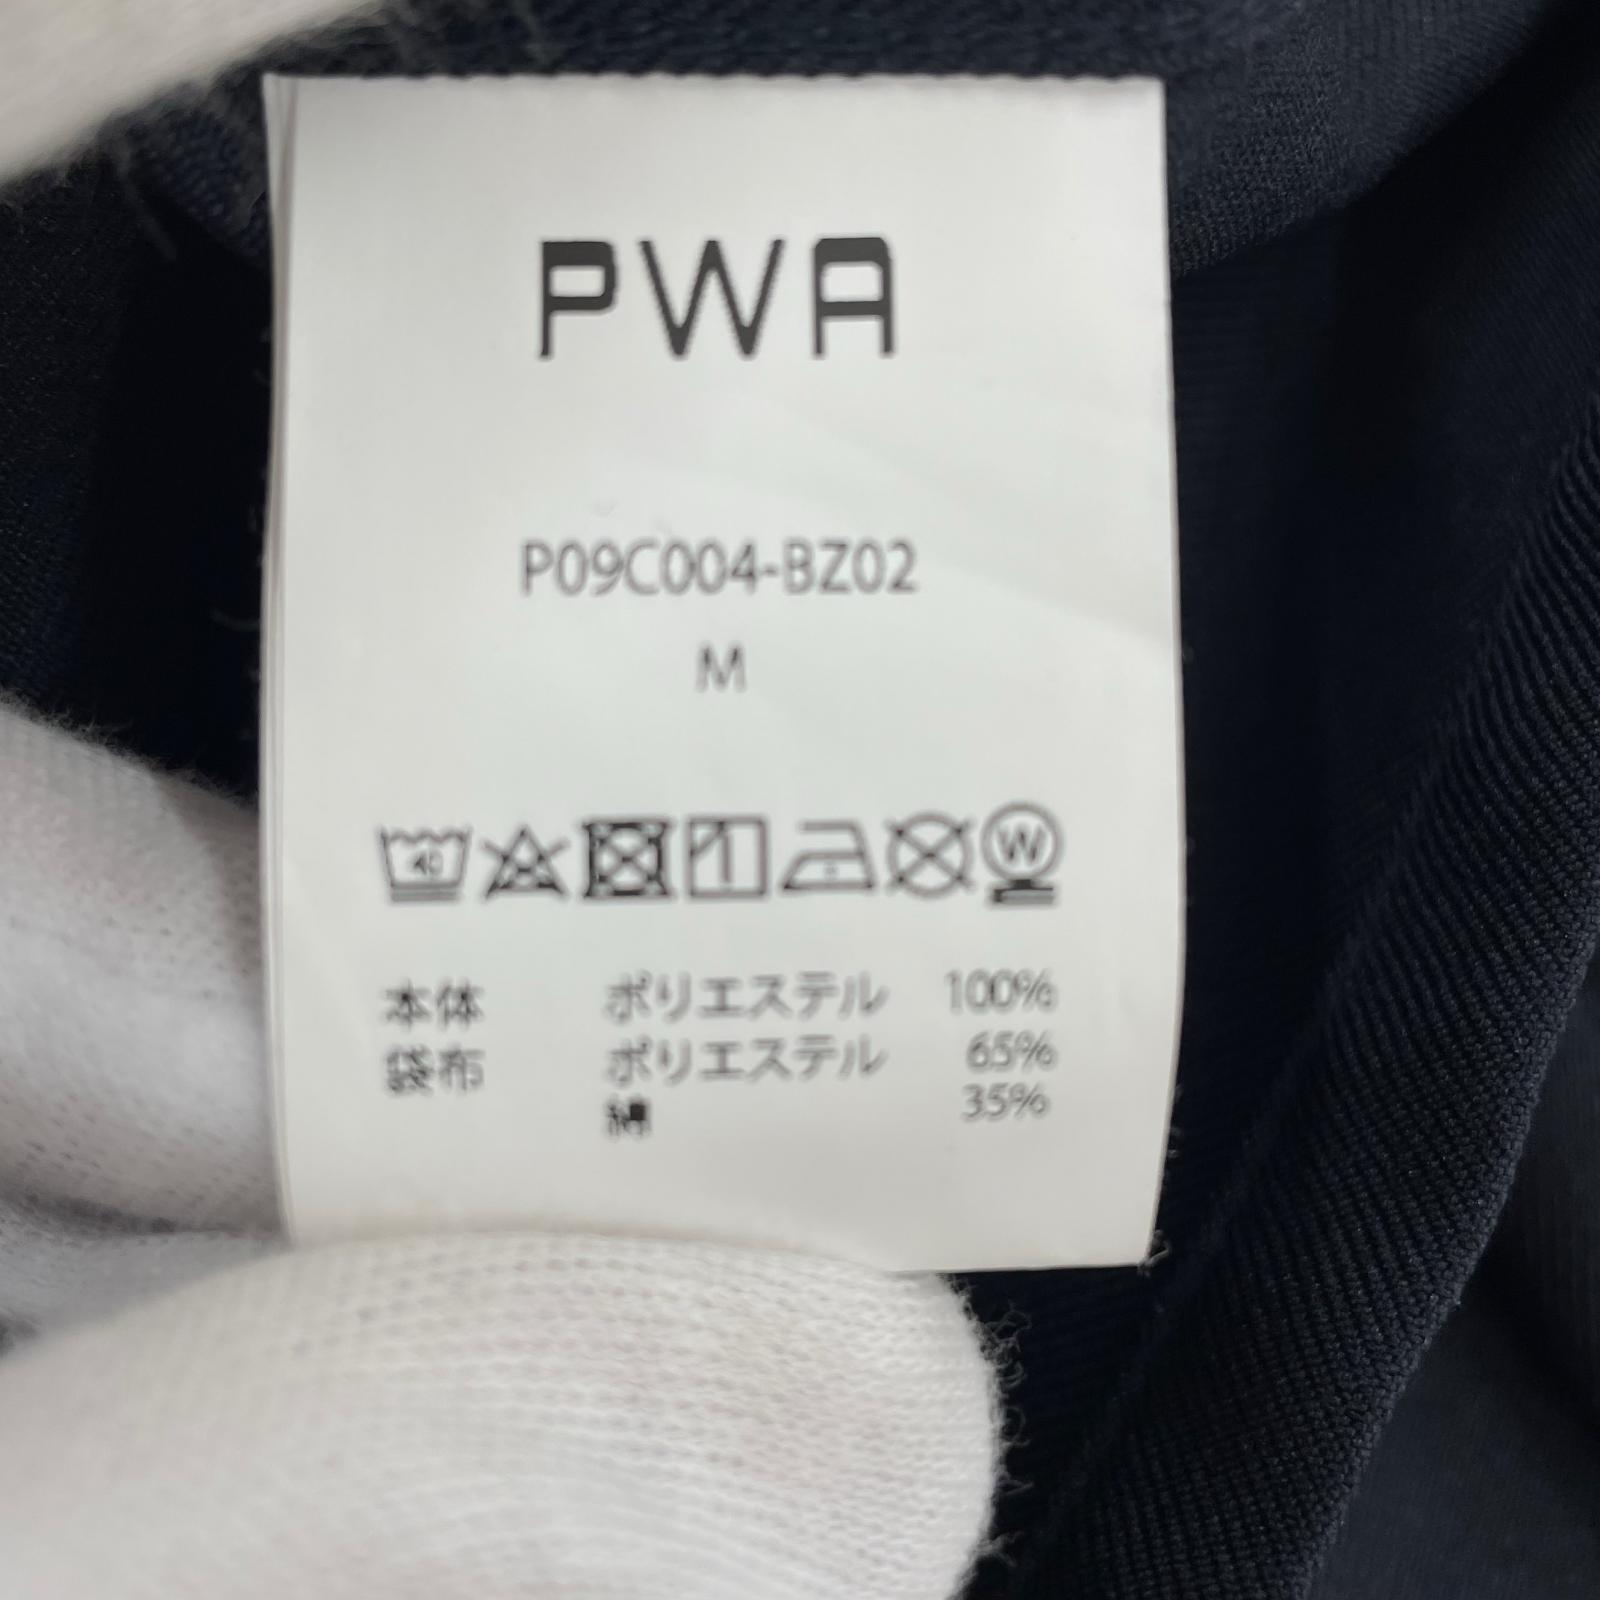 PWA
P09C004-BZ02
M
40 W
本体 ポリエステル 100%
袋布 ポリエステル 65%
綿 35%